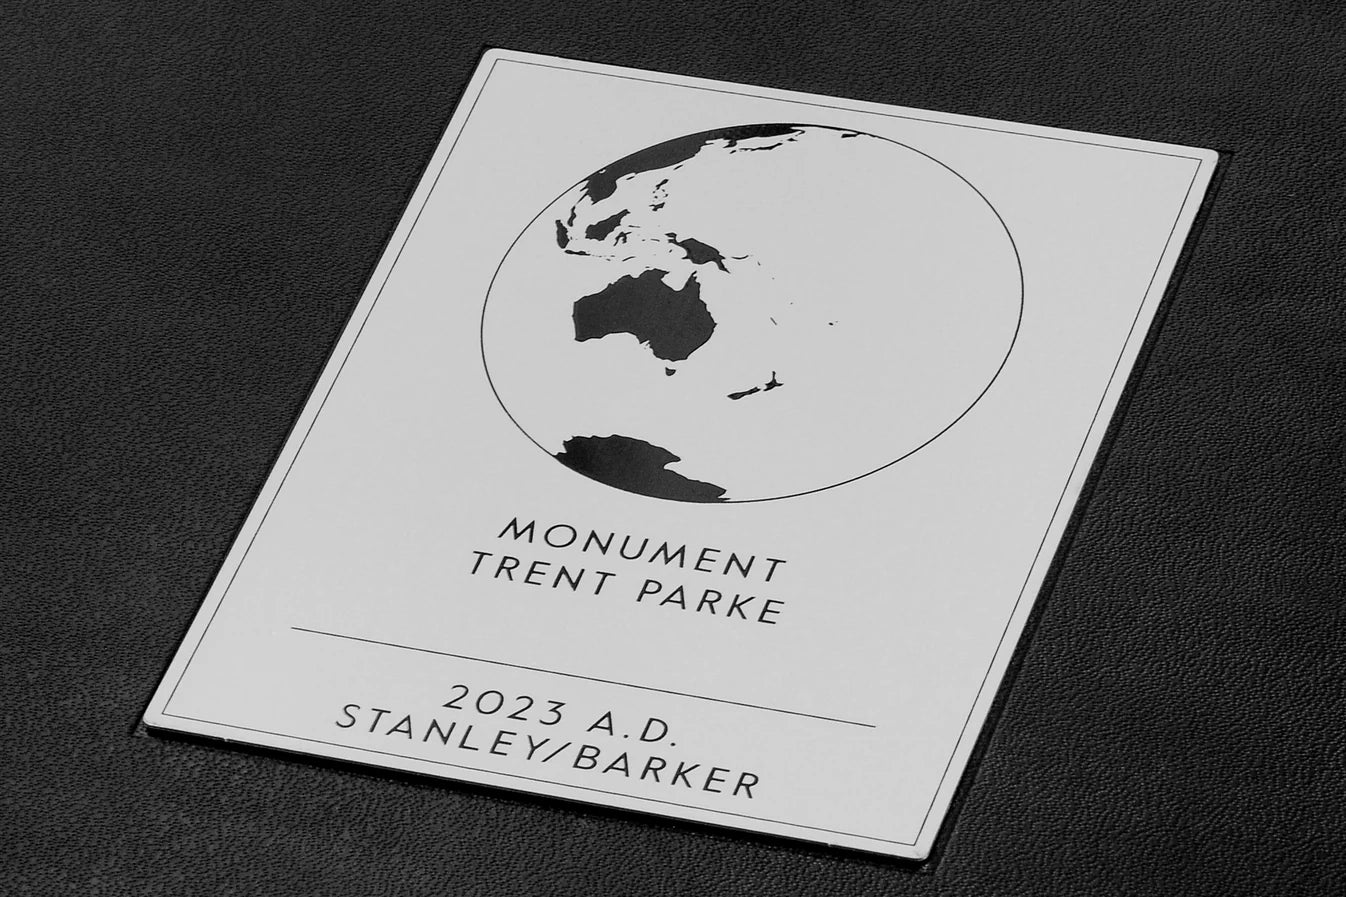 MONUMENT
TRENT PARKE
2023 A.D.
STANLEY/BARKER